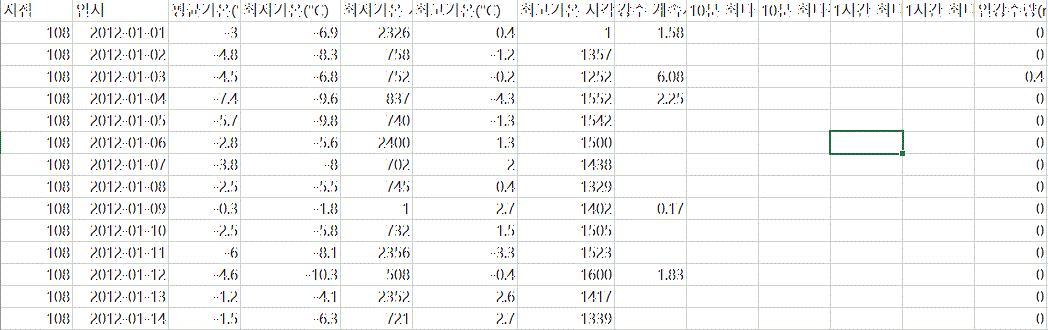 지점 일시 평균기온(° 최저기온(°C) 최저기온 최고기온(°C) 최고기온 시각 강수 계속 10분 최다 10분 최다 1시간 최다 1시간 최다 일강수량(m
108 2012-01-01 -3 -6.9 2326 0.4 1 1.58 0
108 2012-01-02 -4.8 -8.3 758 -1.2 1357 0
108 2012-01-03 -4.5 -6.8 752 -0.2 1252 6.08 0.4
108 2012-01-04 -7.4 -9.6 837 -4.3 1552 2.25 0
108 2012-01-05 -5.7 -9.8 740 -1.3 1542 0
108 2012-01-06 -2.8 -5.6 2400 1.3 1500 0
108 2012-01-07 -3.8 -8 702 2 1438 0
108 2012-01-08 -2.5 -5.5 745 0.4 1329 0
108 2012-01-09 -0.3 -1.8 1 2.7 1402 0.17 0
108 2012-01-10 -2.5 -5.8 732 1.5 1505 0
108 2012-01-11 -6 -8.1 2356 -3.3 1523 0
108 2012-01-12 -4.6 -10.3 508 -0.4 1600 1.83 0
108 2012-01-13 -1.2 -4.1 2352 2.6 1417 0
108 2012-01-14 -1.5 -6.3 721 2.7 1339 0